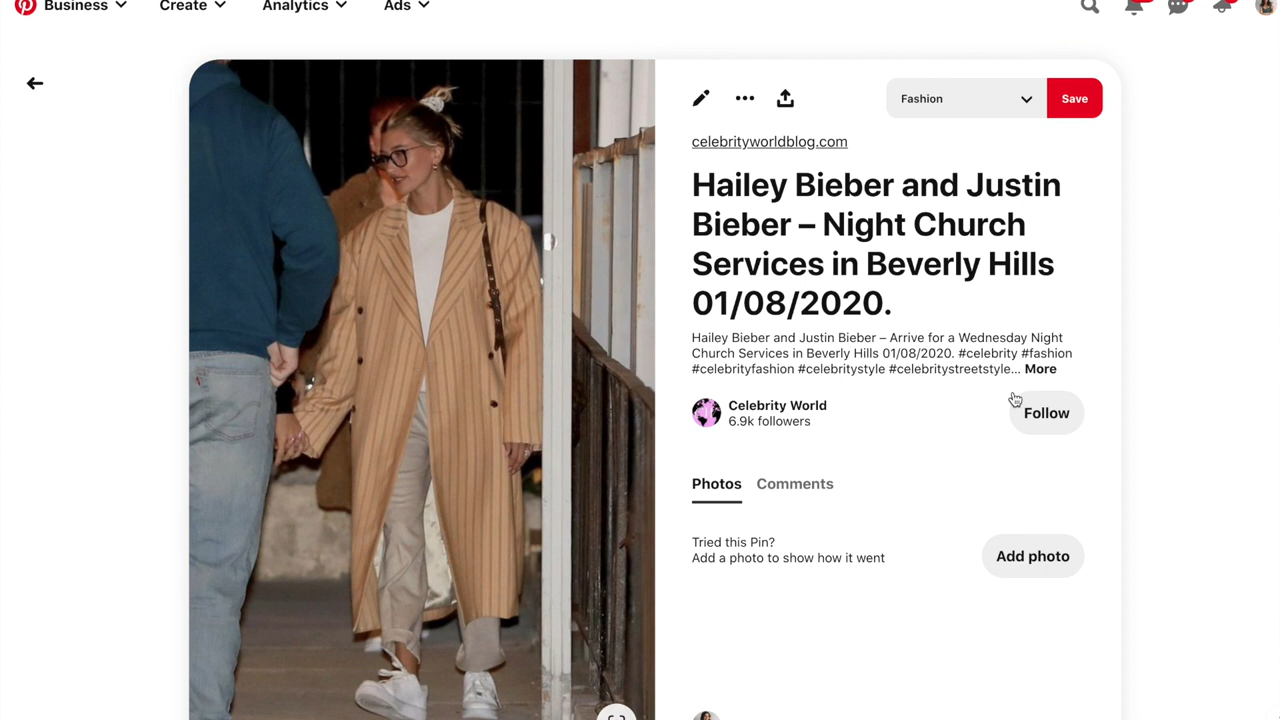 Business
Create
Analytics
Ads
Fashion
Save
celebrityworldblog.com
Hailey Bieber and Justin
Bieber – Night Church
Services in Beverly Hills
01/08/2020.
Hailey Bieber and Justin Bieber – Arrive for a Wednesday Night
Church Services in Beverly Hills 01/08/2020. #celebrity #fashion
#celebrityfashion #celebritystyle #celebritystreetstyle... More
Celebrity World
6.9k followers
Follow
Photos
Comments
Tried this Pin?
Add a photo to show how it went
Add photo